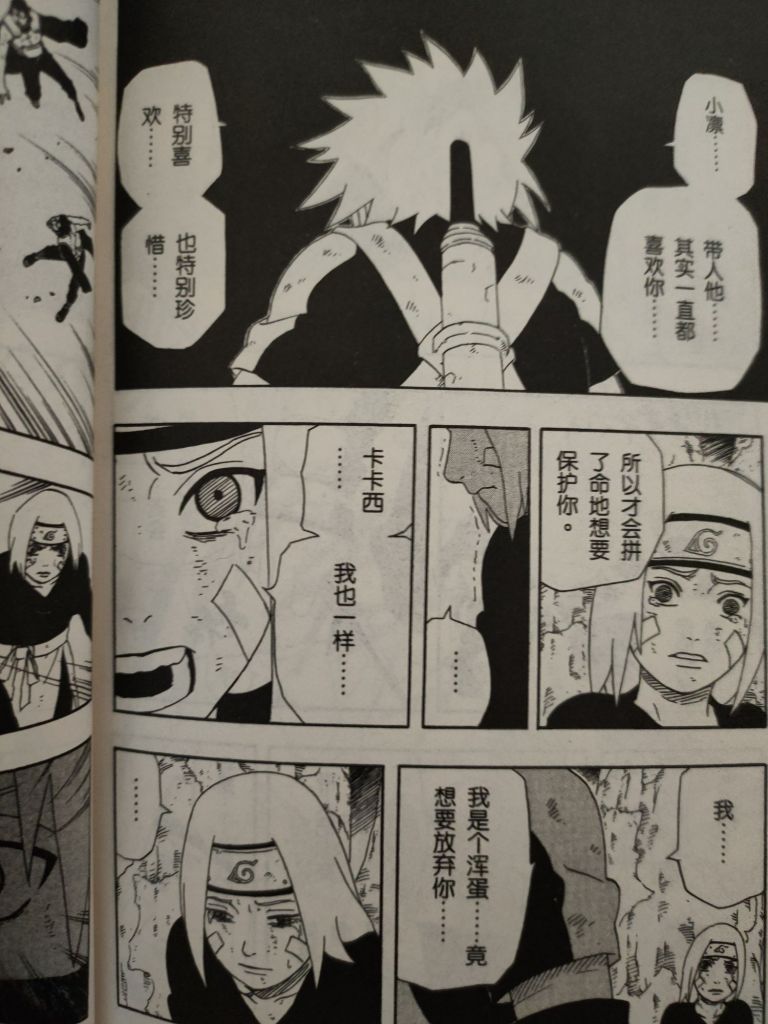 小凛……
带人他……
其实一直都
喜欢你……
特别喜
欢……
也特别珍
惜……
所以才会拼
了命地想要
保护你。
……
卡卡西
……
我也一样……
我……
我是个浑蛋……竟
想要放弃你……
……